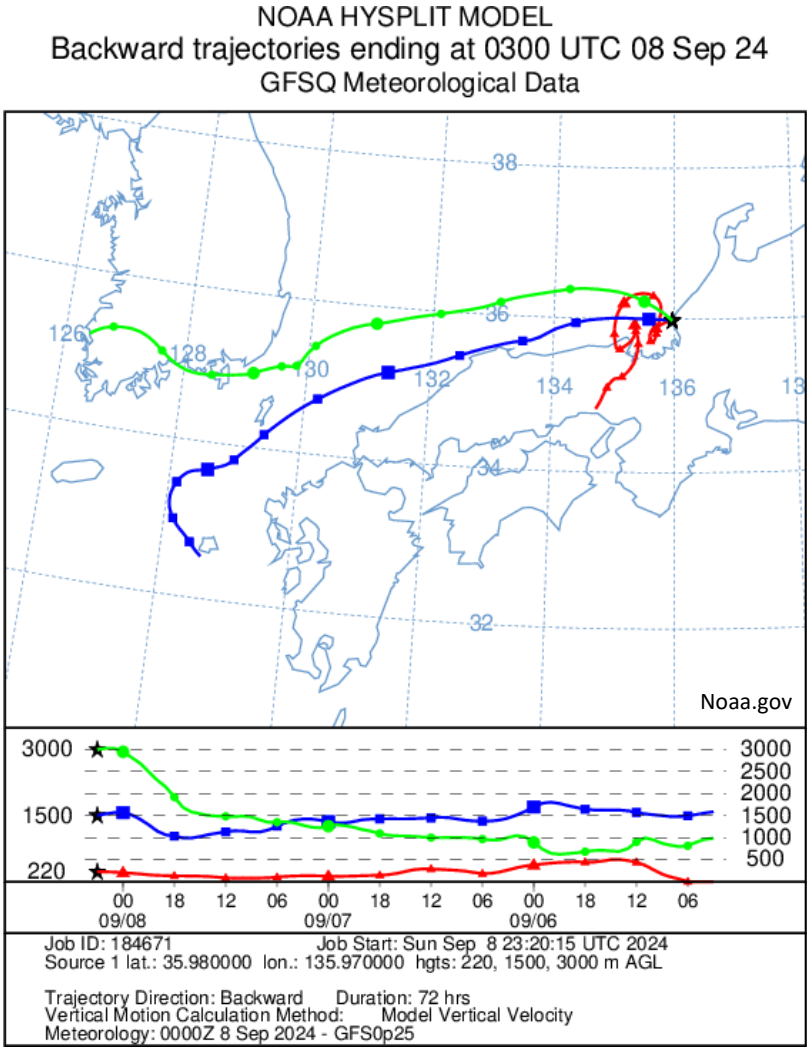 NOAA HYSPLIT MODEL
Backward trajectories ending at 0300 UTC 08 Sep 24
GFSQ Meteorological Data
38
36
126
128
130
132
134
136
13
34
32
Noaa.gov
3000 3000
2500
2000
1500 1500
1000
500
220
00 18 12 06 00 18 12 06 00 18 12 06
09/08 09/07 09/06
Job ID: 184671 Job Start: Sun Sep 8 23:20:15 UTC 2024
Source 1 lat.: 35.980000 lon.: 135.970000 hgts: 220, 1500, 3000 m AGL
Trajectory Direction: Backward Duration: 72 hrs
Vertical Motion Calculation Method: Model Vertical Velocity
Meteorology: 0000Z 8 Sep 2024 - GFS0p25